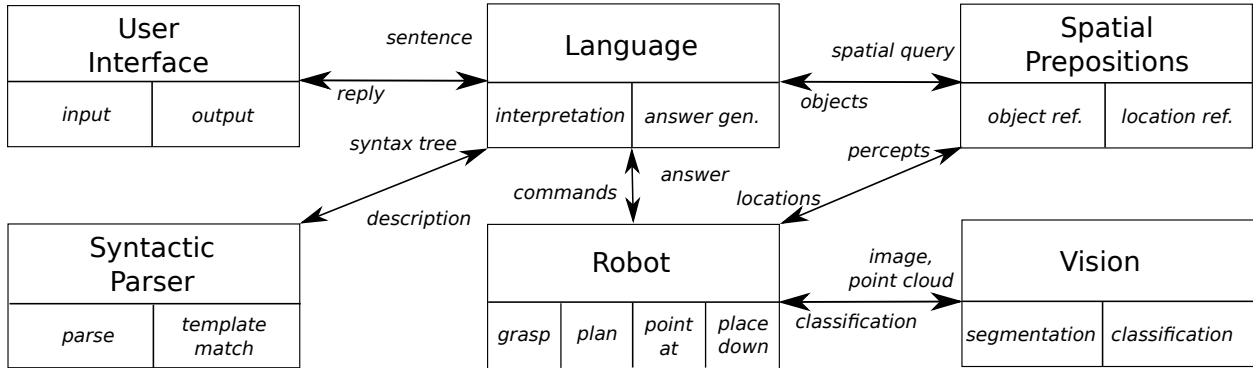 User
Interface
input
output
sentence
reply
Language
interpretation
answer gen.
spatial query
objects
Spatial
Prepositions
object ref.
location ref.
syntax tree
description
commands
answer
percepts
locations
Syntactic
Parser
parse
template
match
Robot
grasp
plan
point
at
place
down
image,
point cloud
classification
Vision
segmentation
classification